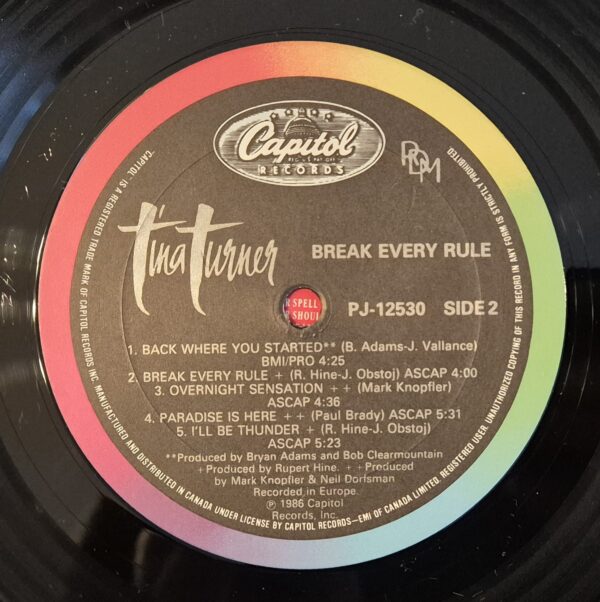 Capitol
REG. U.S. PAT. OFF.
RECORDS
RDM
Tina Turner
BREAK EVERY RULE
R SPELL
SHOUL
PJ-12530 SIDE 2
1. BACK WHERE YOU STARTED** (B. Adams-J. Vallance)
BMI/PRO 4:25
2. BREAK EVERY RULE + (R. Hine-J. Obstoj) ASCAP 4:00
3. OVERNIGHT SENSATION + + (Mark Knopfler)
ASCAP 4:36
4. PARADISE IS HERE + + (Paul Brady) ASCAP 5:31
5. I'LL BE THUNDER + (R. Hine-J. Obstoj)
ASCAP 5:23
**Produced by Bryan Adams and Bob Clearmountain
+Produced by Rupert Hine. ++Produced
by Mark Knopfler & Neil Dorfsman
Recorded in Europe
℗ 1986 Capitol
Records, Inc.
'CAPITOL' IS A REGISTERED TRADE MARK OF CAPITOL RECORDS INC. MANUFACTURED AND DISTRIBUTED IN CANADA UNDER LICENSE BY CAPITOL RECORDS—EMI OF CANADA LIMITED, REGISTERED USER. UNAUTHORIZED COPYING OF THIS RECORD IN ANY FORM IS STRICTLY PROHIBITED.